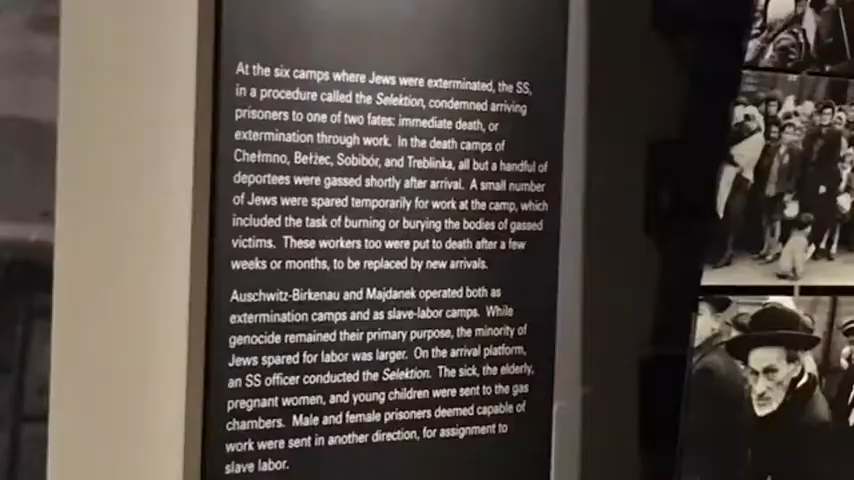 At the six camps where Jews were exterminated, the SS,
in a procedure called the Selektion, condemned arriving
prisoners to one of two fates: immediate death, or
extermination through work. In the death camps of
Chełmno, Bełżec, Sobibór, and Treblinka, all but a handful of
deportees were gassed shortly after arrival. A small number
of Jews were spared temporarily for work at the camp, which
included the task of burning or burying the bodies of gassed
victims. These workers too were put to death after a few
weeks or months, to be replaced by new arrivals.
Auschwitz-Birkenau and Majdanek operated both as
extermination camps and as slave-labor camps. While
genocide remained their primary purpose, the minority of
Jews spared for labor was larger. On the arrival platform,
an SS officer conducted the Selektion. The sick, the elderly,
pregnant women, and young children were sent to the gas
chambers. Male and female prisoners deemed capable of
work were sent in another direction, for assignment to
slave labor.